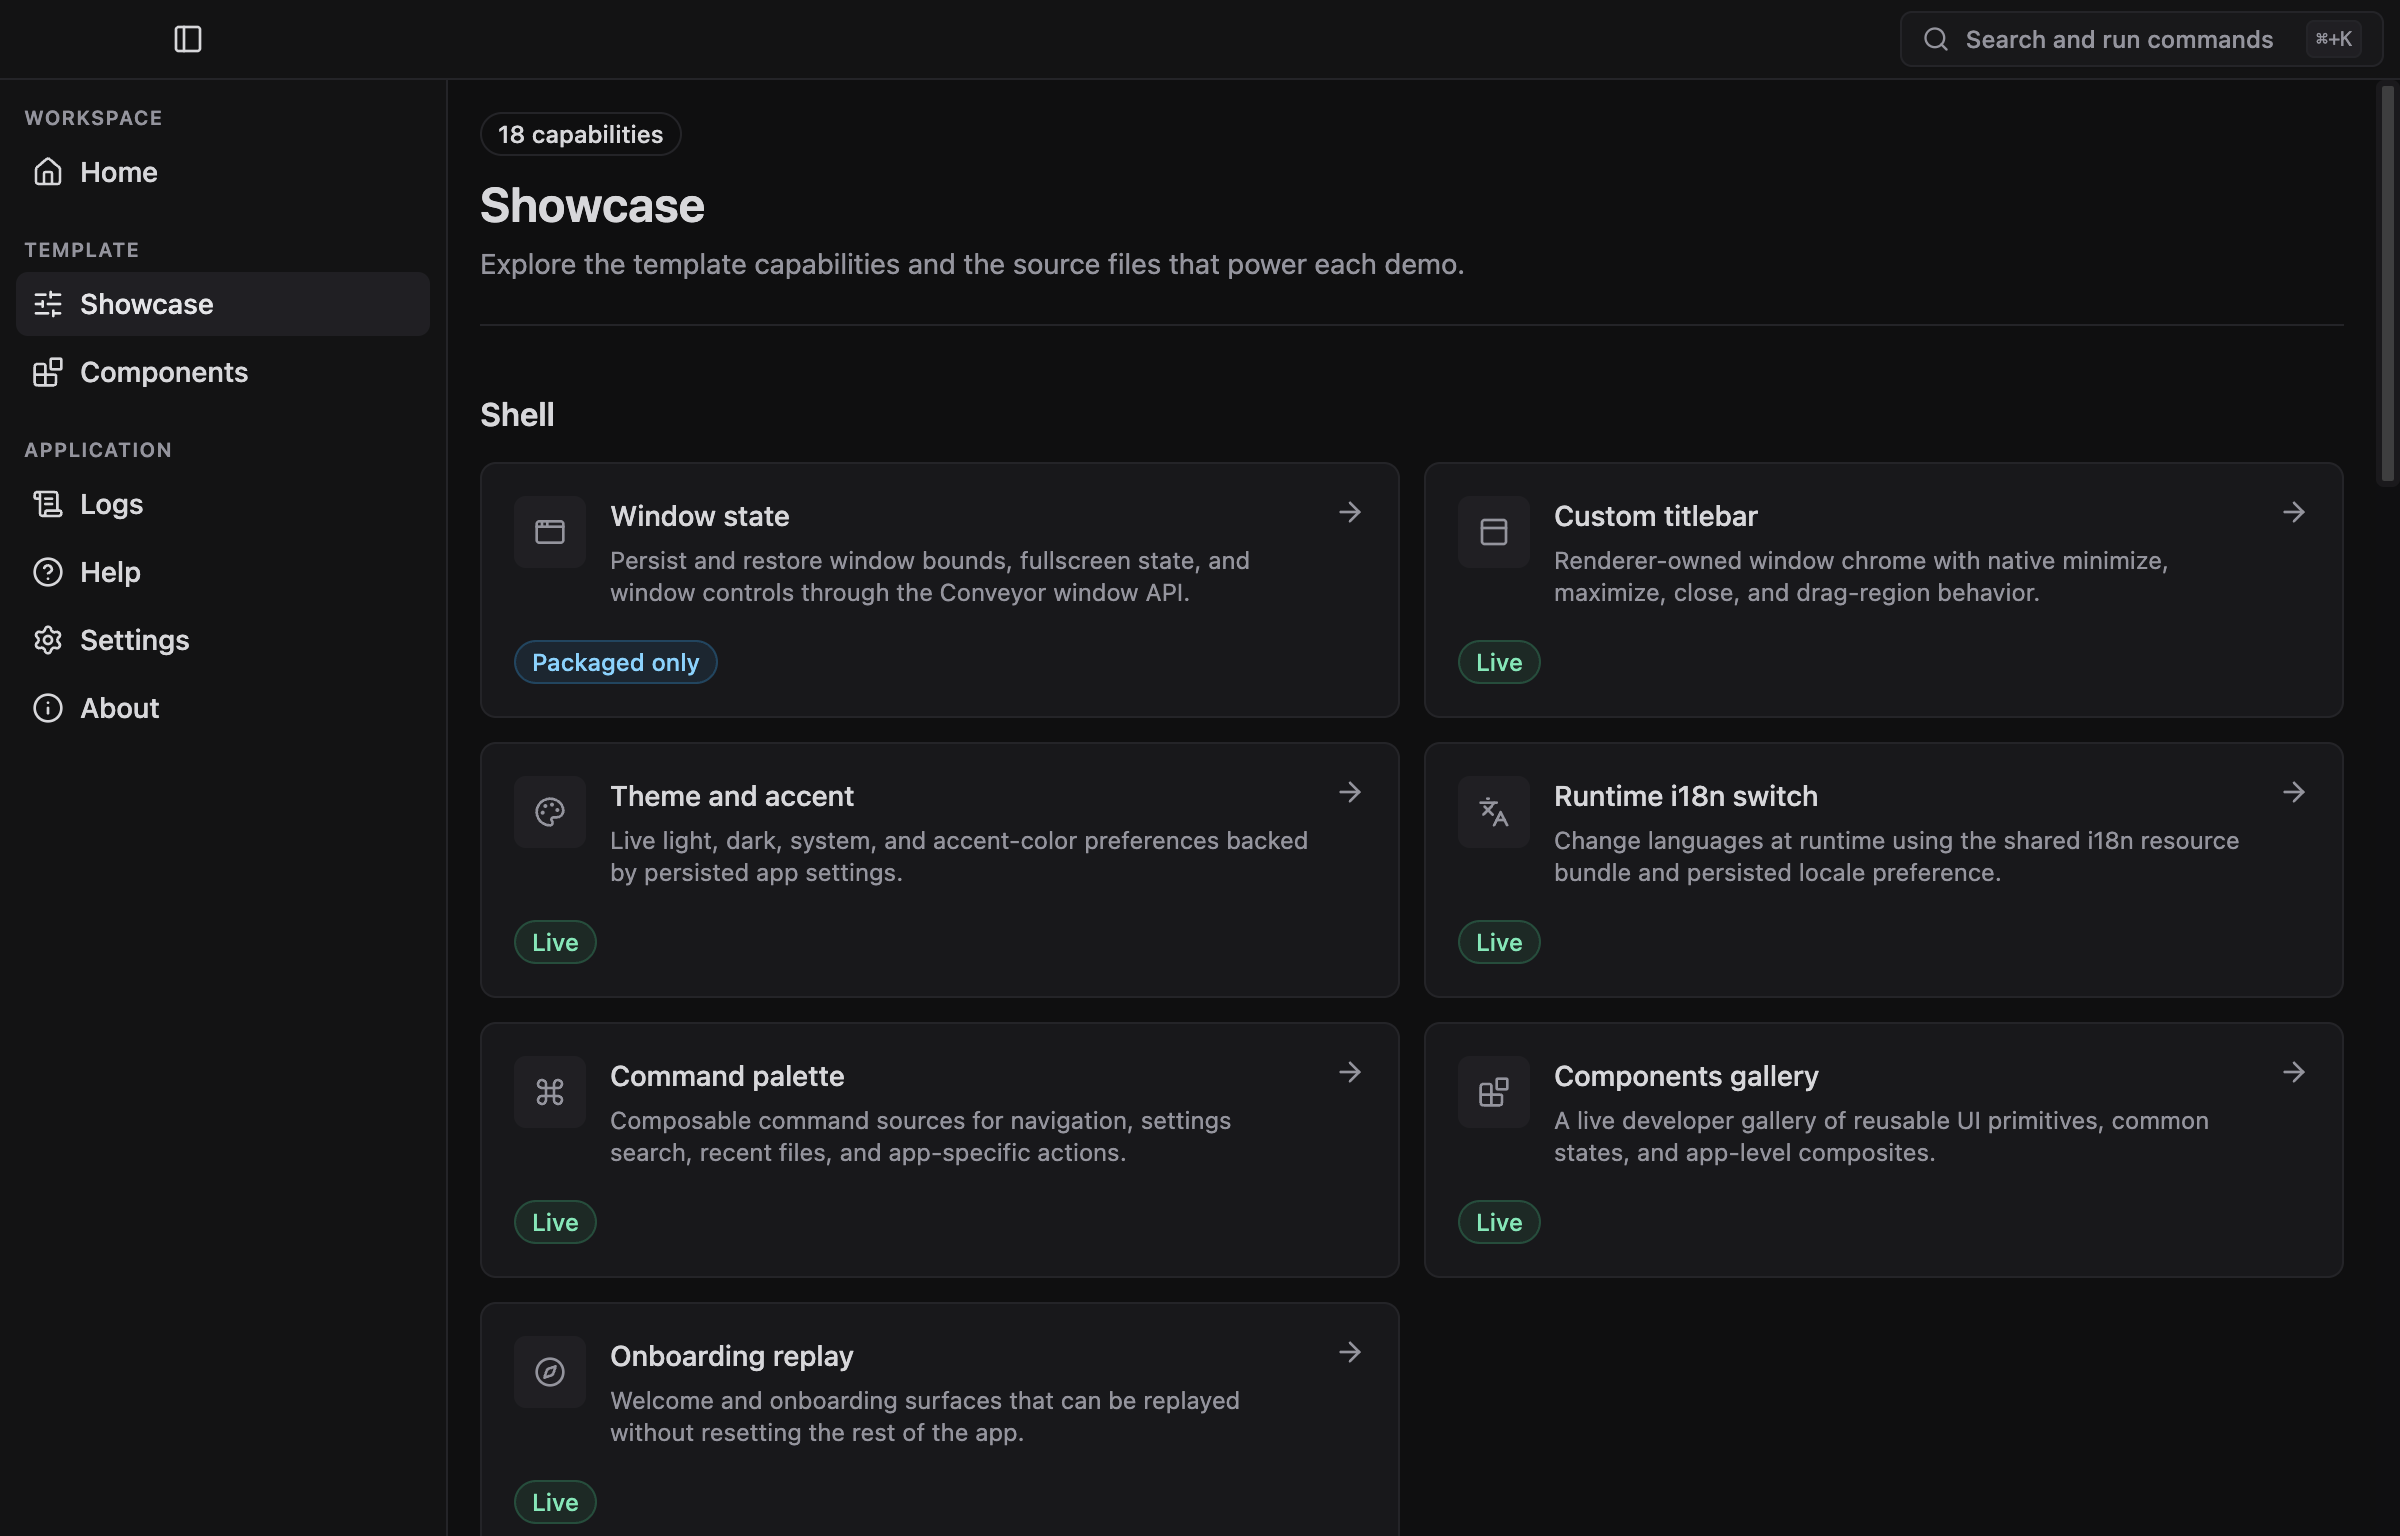 Search and run commands ⌘+K
WORKSPACE
Home
TEMPLATE
Showcase
Components
APPLICATION
Logs
Help
Settings
About
18 capabilities
Showcase
Explore the template capabilities and the source files that power each demo.
Shell
Window state
Persist and restore window bounds, fullscreen state, and
window controls through the Conveyor window API.
Packaged only
Custom titlebar
Renderer-owned window chrome with native minimize,
maximize, close, and drag-region behavior.
Live
Theme and accent
Live light, dark, system, and accent-color preferences backed
by persisted app settings.
Live
Runtime i18n switch
Change languages at runtime using the shared i18n resource
bundle and persisted locale preference.
Live
Command palette
Composable command sources for navigation, settings
search, recent files, and app-specific actions.
Live
Components gallery
A live developer gallery of reusable UI primitives, common
states, and app-level composites.
Live
Onboarding replay
Welcome and onboarding surfaces that can be replayed
without resetting the rest of the app.
Live